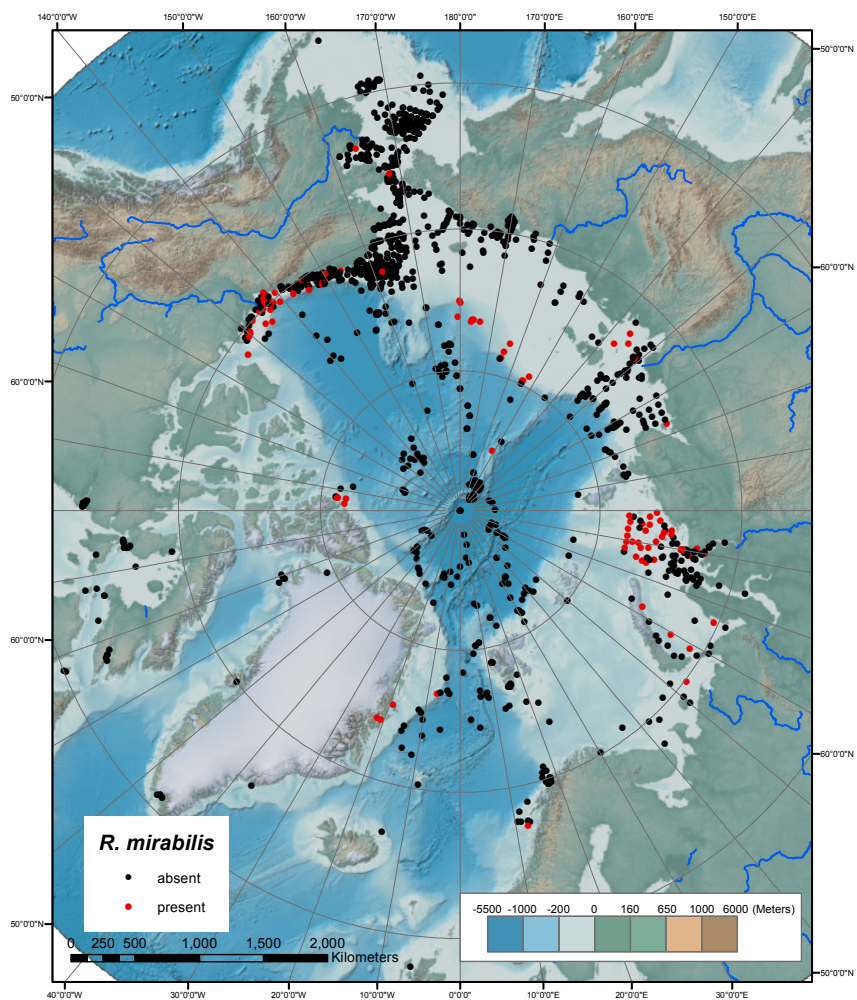 140°0'0"W 150°0'0"W 160°0'0"W 170°0'0"W 180°0'0" 170°0'0"E 160°0'0"E 150°0'0"E
50°0'0"N 50°0'0"N
60°0'0"N 60°0'0"N
60°0'0"N 60°0'0"N
50°0'0"N 50°0'0"N
R. mirabilis
absent
present
-5500 -1000 -200 0 160 650 1000 6000 (Meters)
0 250 500 1,000 1,500 2,000
Kilometers
40°0'0"W 30°0'0"W 20°0'0"W 10°0'0"W 0°0'0" 10°0'0"E 20°0'0"E 30°0'0"E